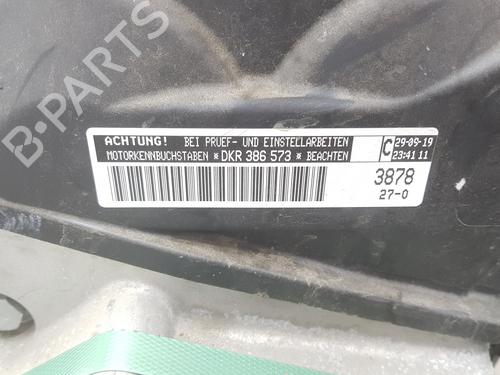 B-PARTS
ACHTUNG! BEI PRUEF- UND EINSTELLARBEITEN
MOTORKENNBUCHSTABEN *DKR 386 573* BEACHTEN
C
29-05-19
23:41 11
3878
27-0